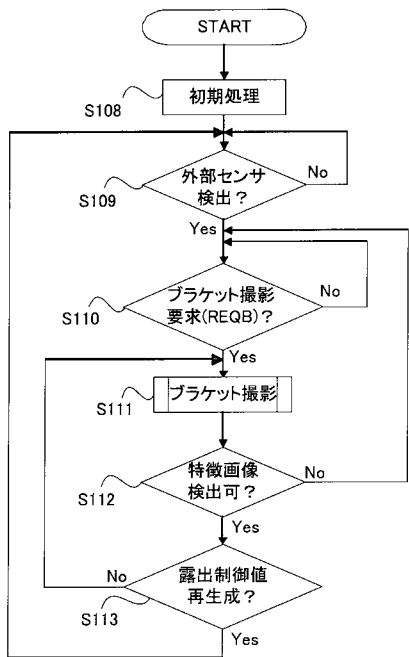 START
初期処理
S108
外部センサ
検出？
No
S109
Yes
ブラケット撮影
要求(REQB)？
No
S110
Yes
ブラケット撮影
S111
特徴画像
検出可？
No
S112
Yes
No
露出制御値
再生成？
S113
Yes